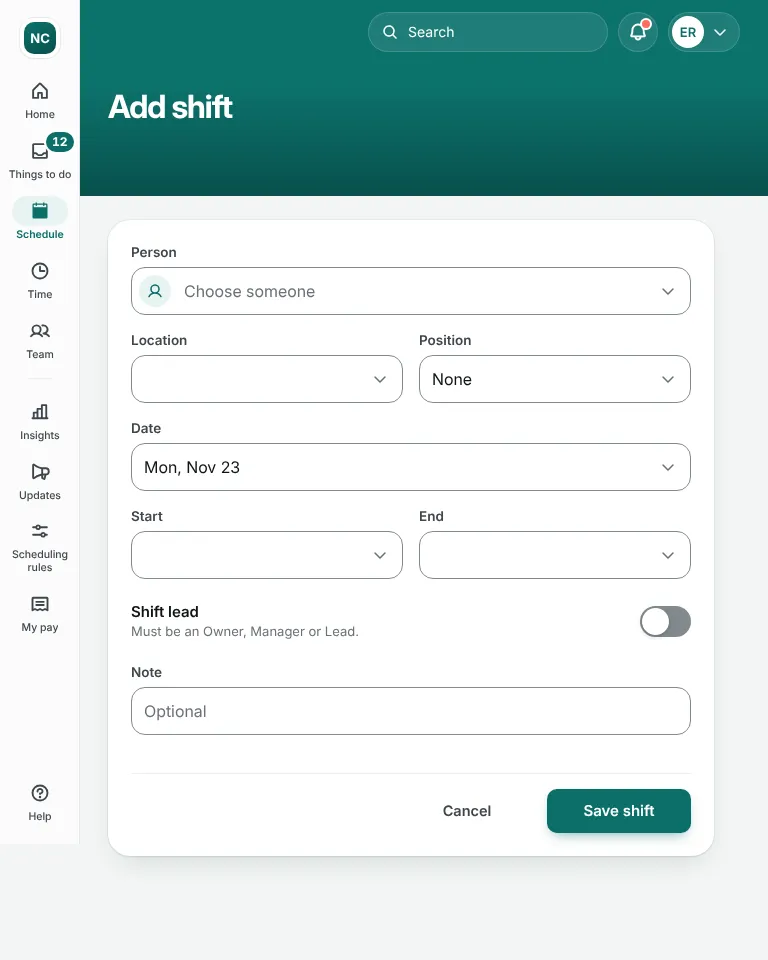 NC
Search
ER
Add shift
Home
12
Things to do
Schedule
Time
Team
Insights
Updates
Scheduling
rules
My pay
Help
Person
Choose someone
Location
Position
None
Date
Mon, Nov 23
Start
End
Shift lead
Must be an Owner, Manager or Lead.
Note
Optional
Cancel
Save shift